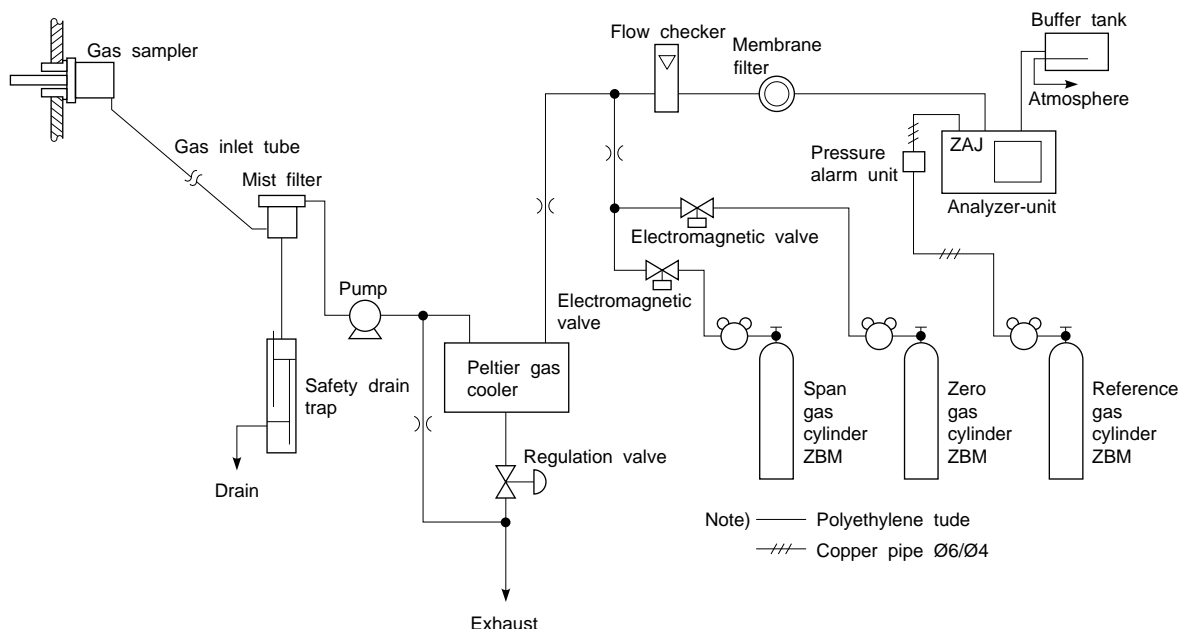 Gas sampler
Gas inlet tube
Mist filter
Safety drain
trap
Drain
Pump
Peltier gas
cooler
Regulation valve
Exhaust
Flow checker
Membrane
filter
Buffer tank
Atmosphere
Pressure
alarm unit
ZAJ
Analyzer-unit
Electromagnetic valve
Electromagnetic
valve
Span
gas
cylinder
ZBM
Zero
gas
cylinder
ZBM
Reference
gas
cylinder
ZBM
Note) Polyethylene tude
Copper pipe Ø6/Ø4